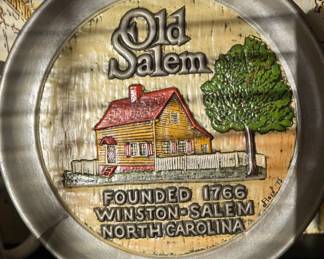 Old
Salem
FOUNDED 1766
WINSTON-SALEM
NORTH CAROLINA